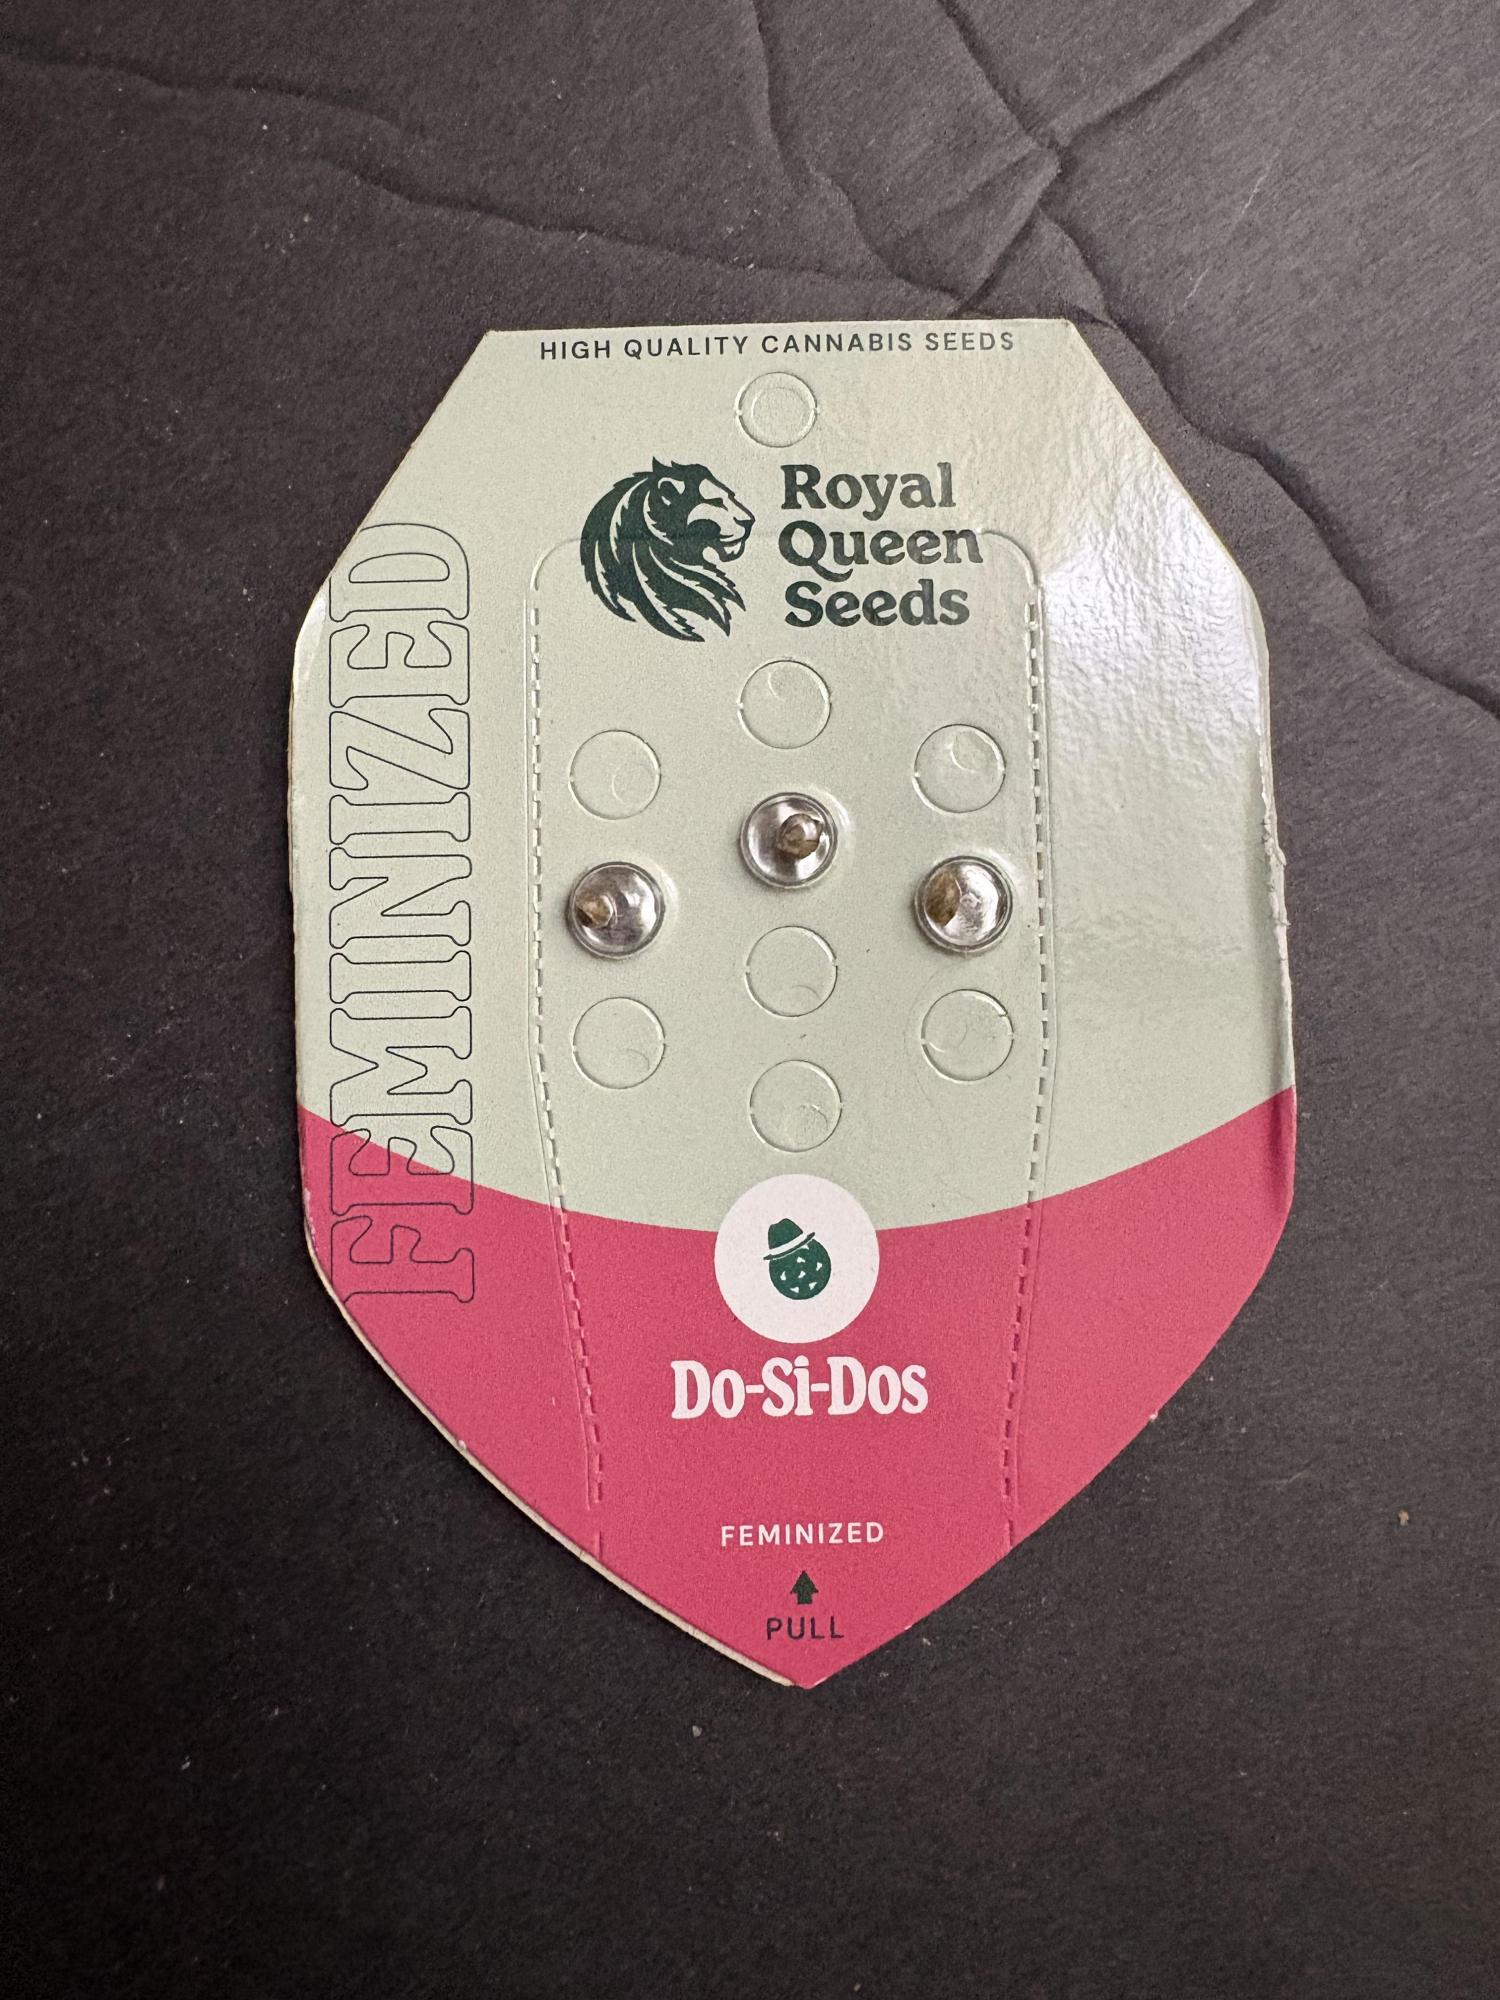 HIGH QUALITY CANNABIS SEEDS
Royal
Queen
Seeds
FEMINIZED
Do-Si-Dos
FEMINIZED
PULL